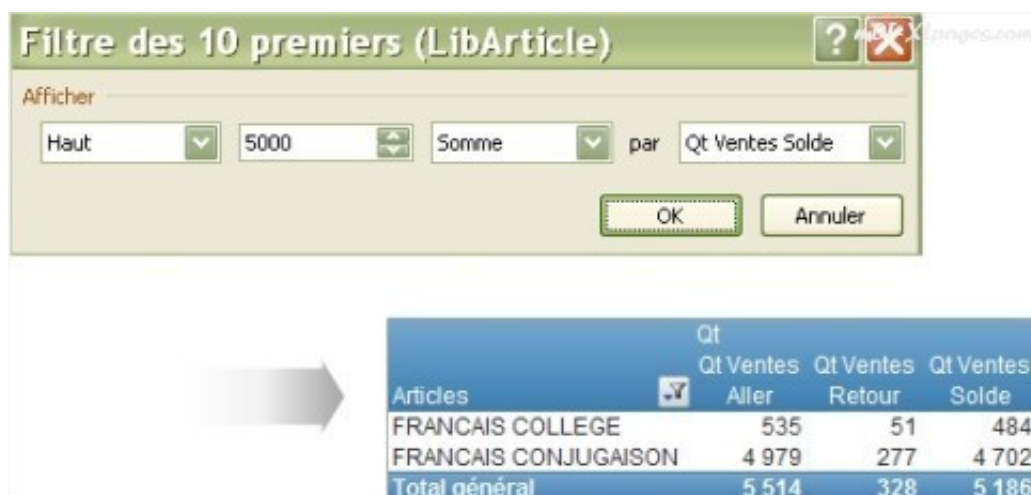 Filtre des 10 premiers (LibArticle)
Afficher
Haut 5000 Somme par Qt Ventes Solde
OK Annuler
Qt
Qt Ventes Qt Ventes Qt Ventes
Articles Aller Retour Solde
FRANCAIS COLLEGE 535 51 484
FRANCAIS CONJUGAISON 4 979 277 4 702
Total général 5 514 328 5 186